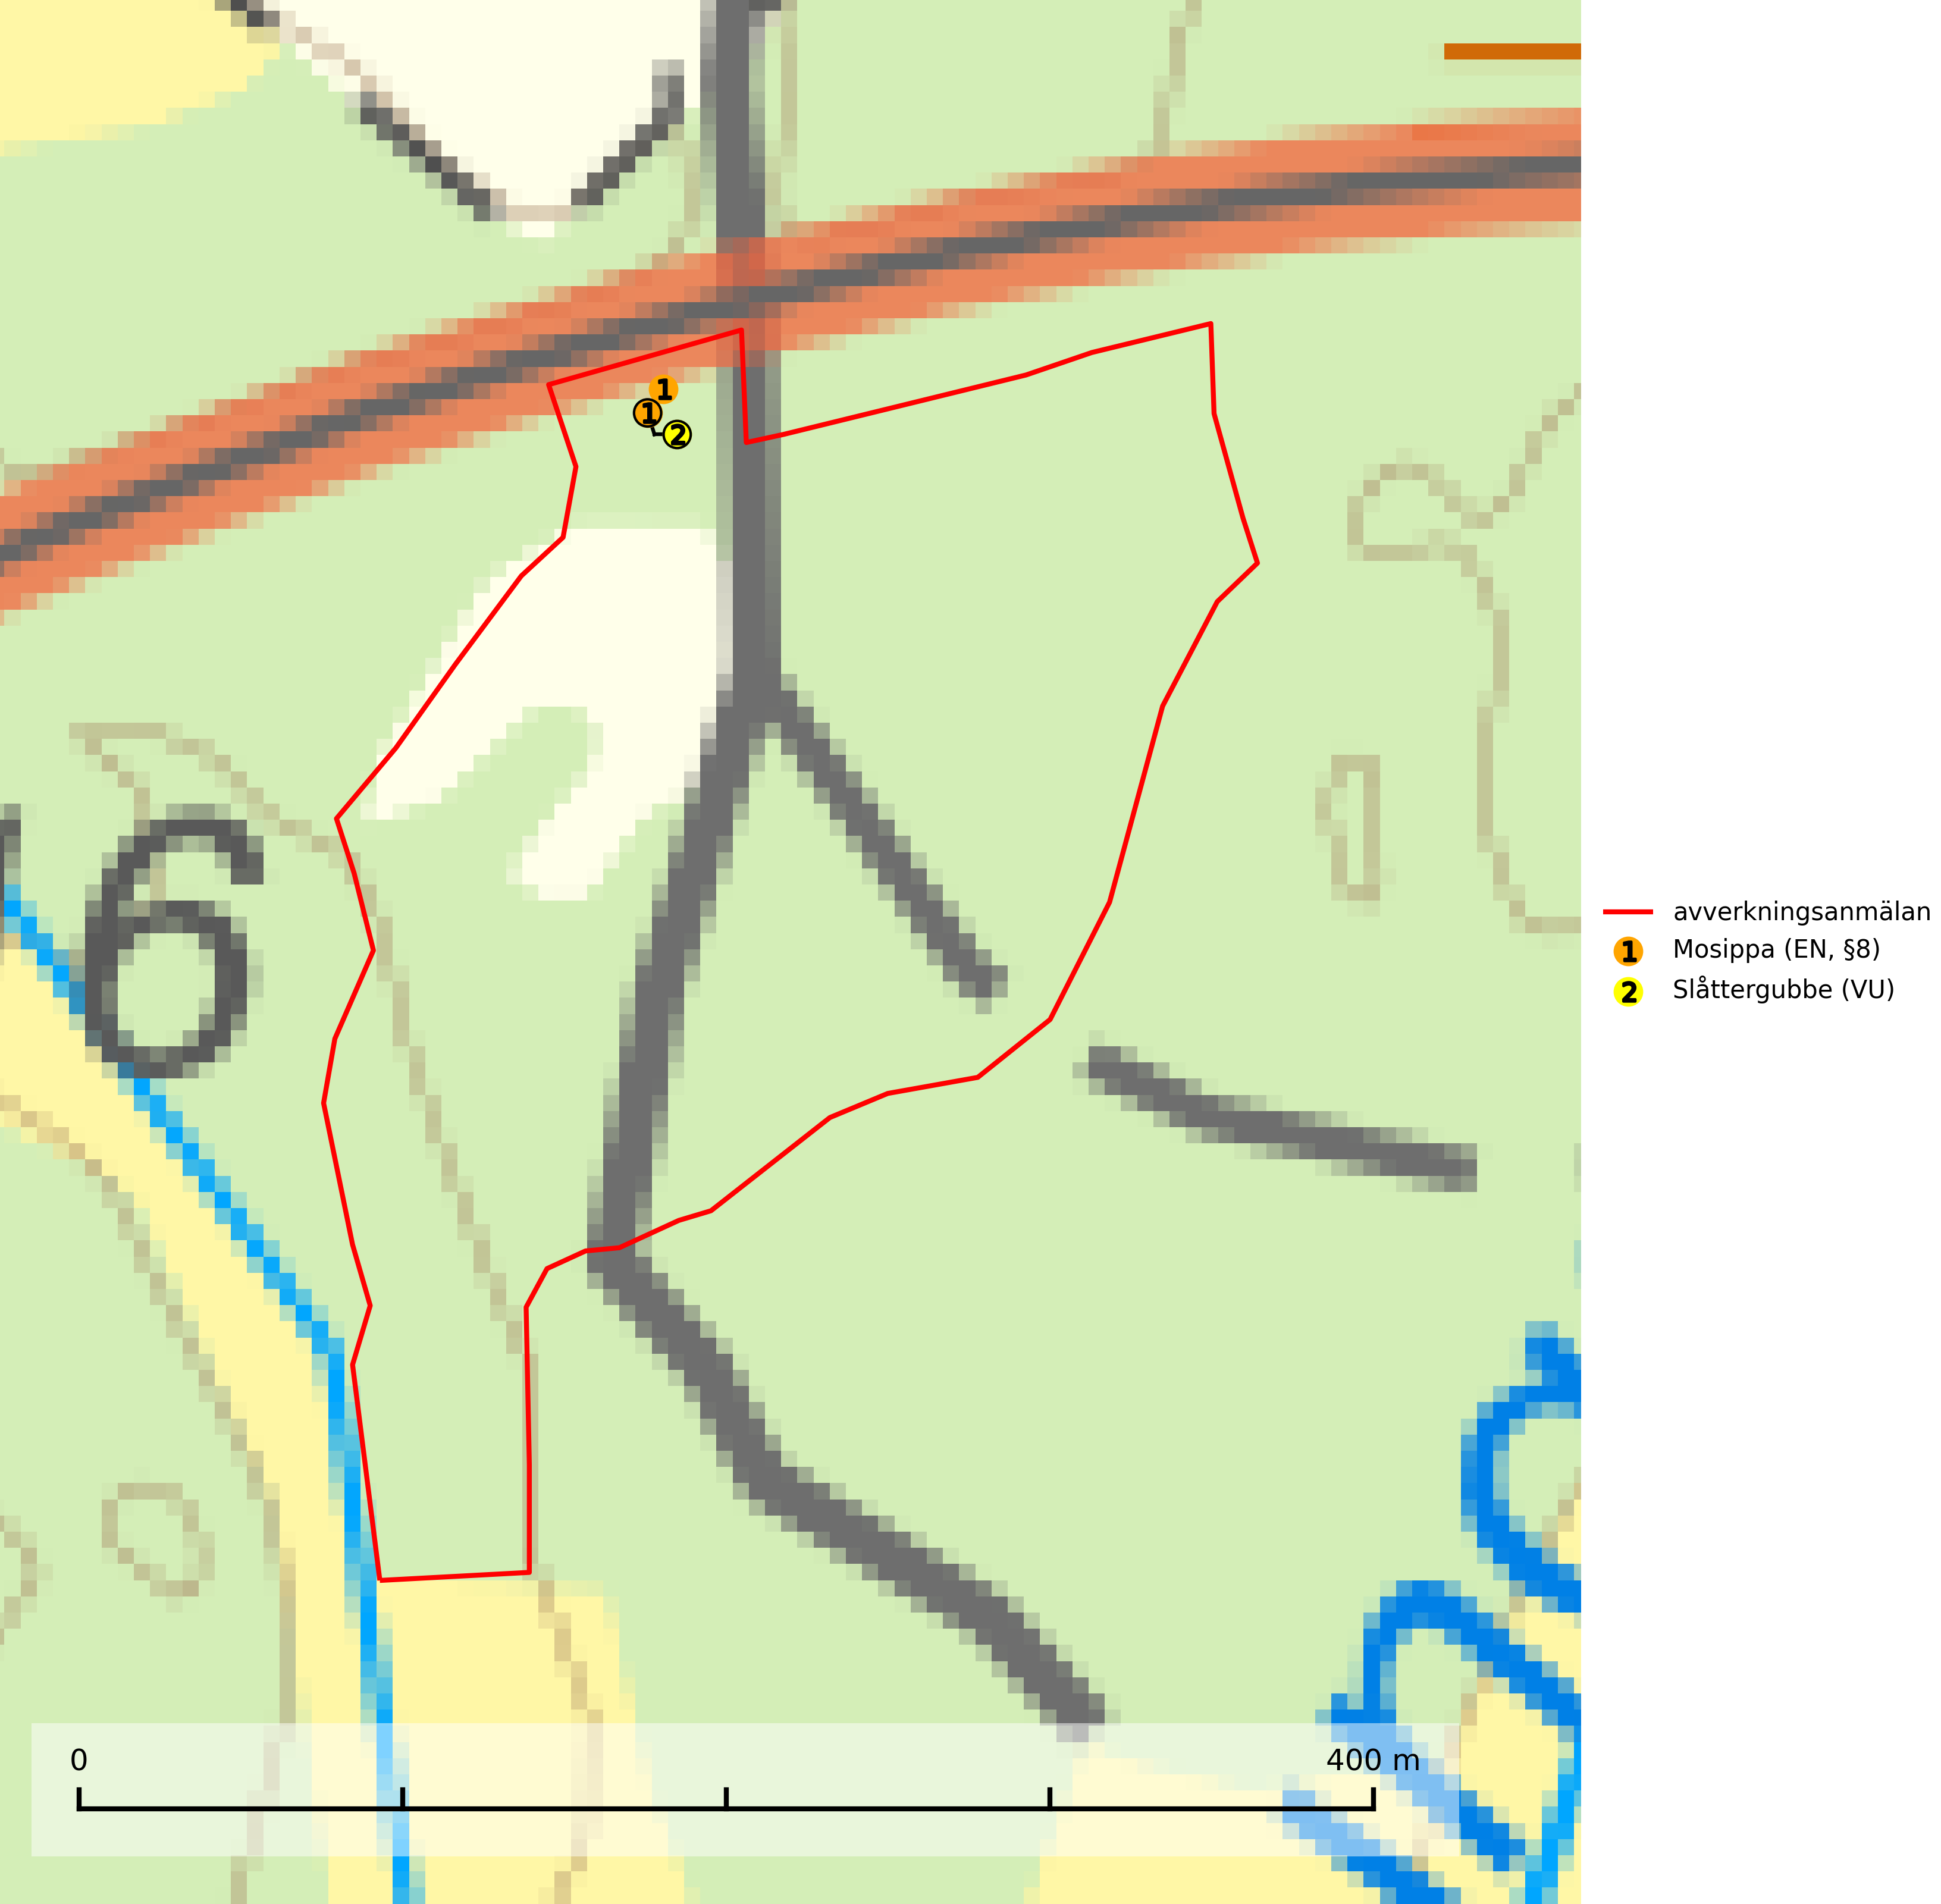 1
1
2
6
avverkningsanmälan
1 Mosippa (EN, §8)
2 Slåttergubbe (VU)
0 400 m